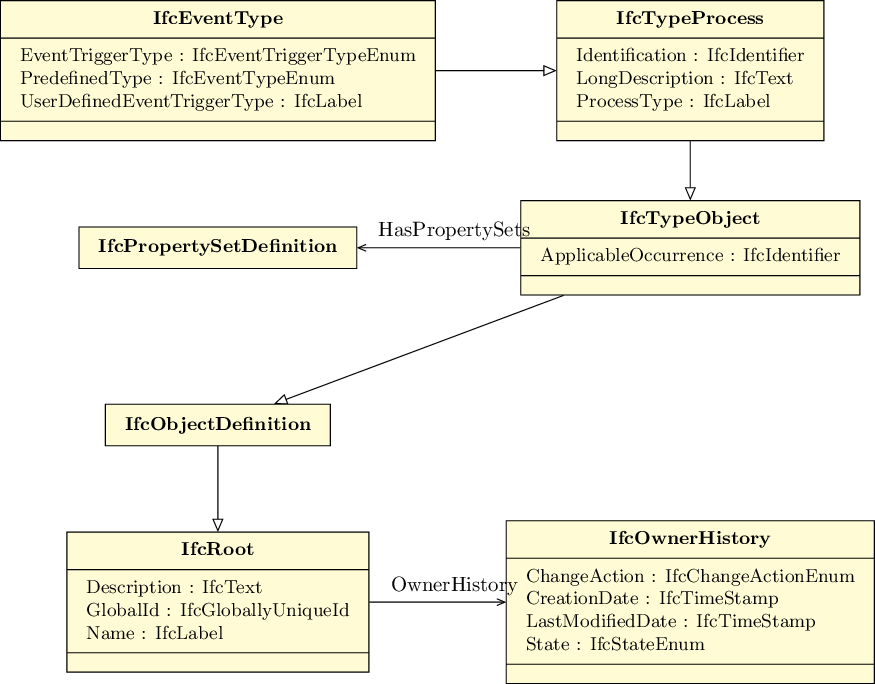 IfcEventType
EventTriggerType : IfcEventTriggerTypeEnum
PredefinedType : IfcEventTypeEnum
UserDefinedEventTriggerType : IfcLabel
IfcTypeProcess
Identification : IfcIdentifier
LongDescription : IfcText
ProcessType : IfcLabel
IfcPropertySetDefinition
HasPropertySets
IfcTypeObject
ApplicableOccurrence : IfcIdentifier
IfcObjectDefinition
IfcRoot
Description : IfcText
GlobalId : IfcGloballyUniqueId
Name : IfcLabel
OwnerHistory
IfcOwnerHistory
ChangeAction : IfcChangeActionEnum
CreationDate : IfcTimeStamp
LastModifiedDate : IfcTimeStamp
State : IfcStateEnum